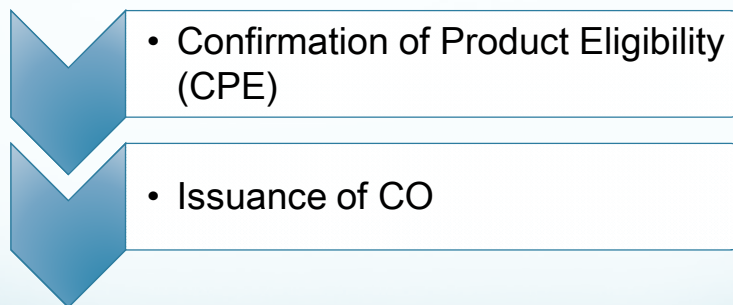 • Confirmation of Product Eligibility
(CPE)
• Issuance of CO